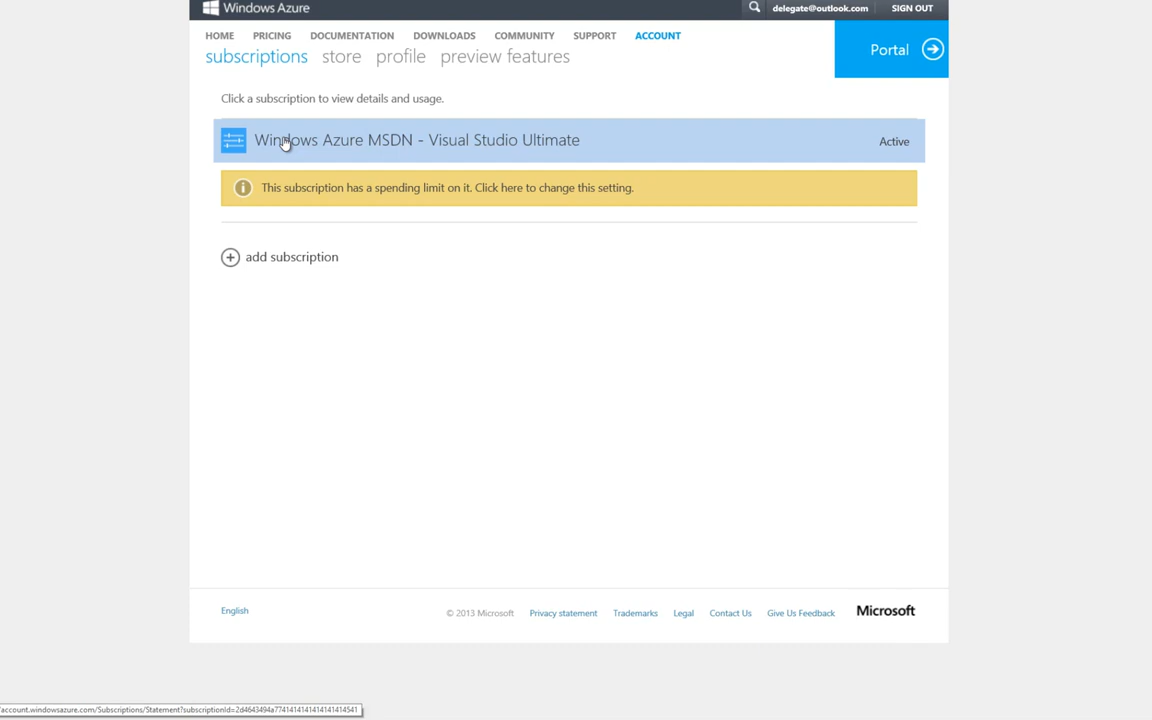 Windows Azure
delegate@outlook.com
SIGN OUT
HOME PRICING DOCUMENTATION DOWNLOADS COMMUNITY SUPPORT ACCOUNT
Portal
subscriptions store profile preview features
Click a subscription to view details and usage.
Windows Azure MSDN - Visual Studio Ultimate
Active
This subscription has a spending limit on it. Click here to change this setting.
add subscription
English
© 2013 Microsoft Privacy statement Trademarks Legal Contact Us Give Us Feedback Microsoft